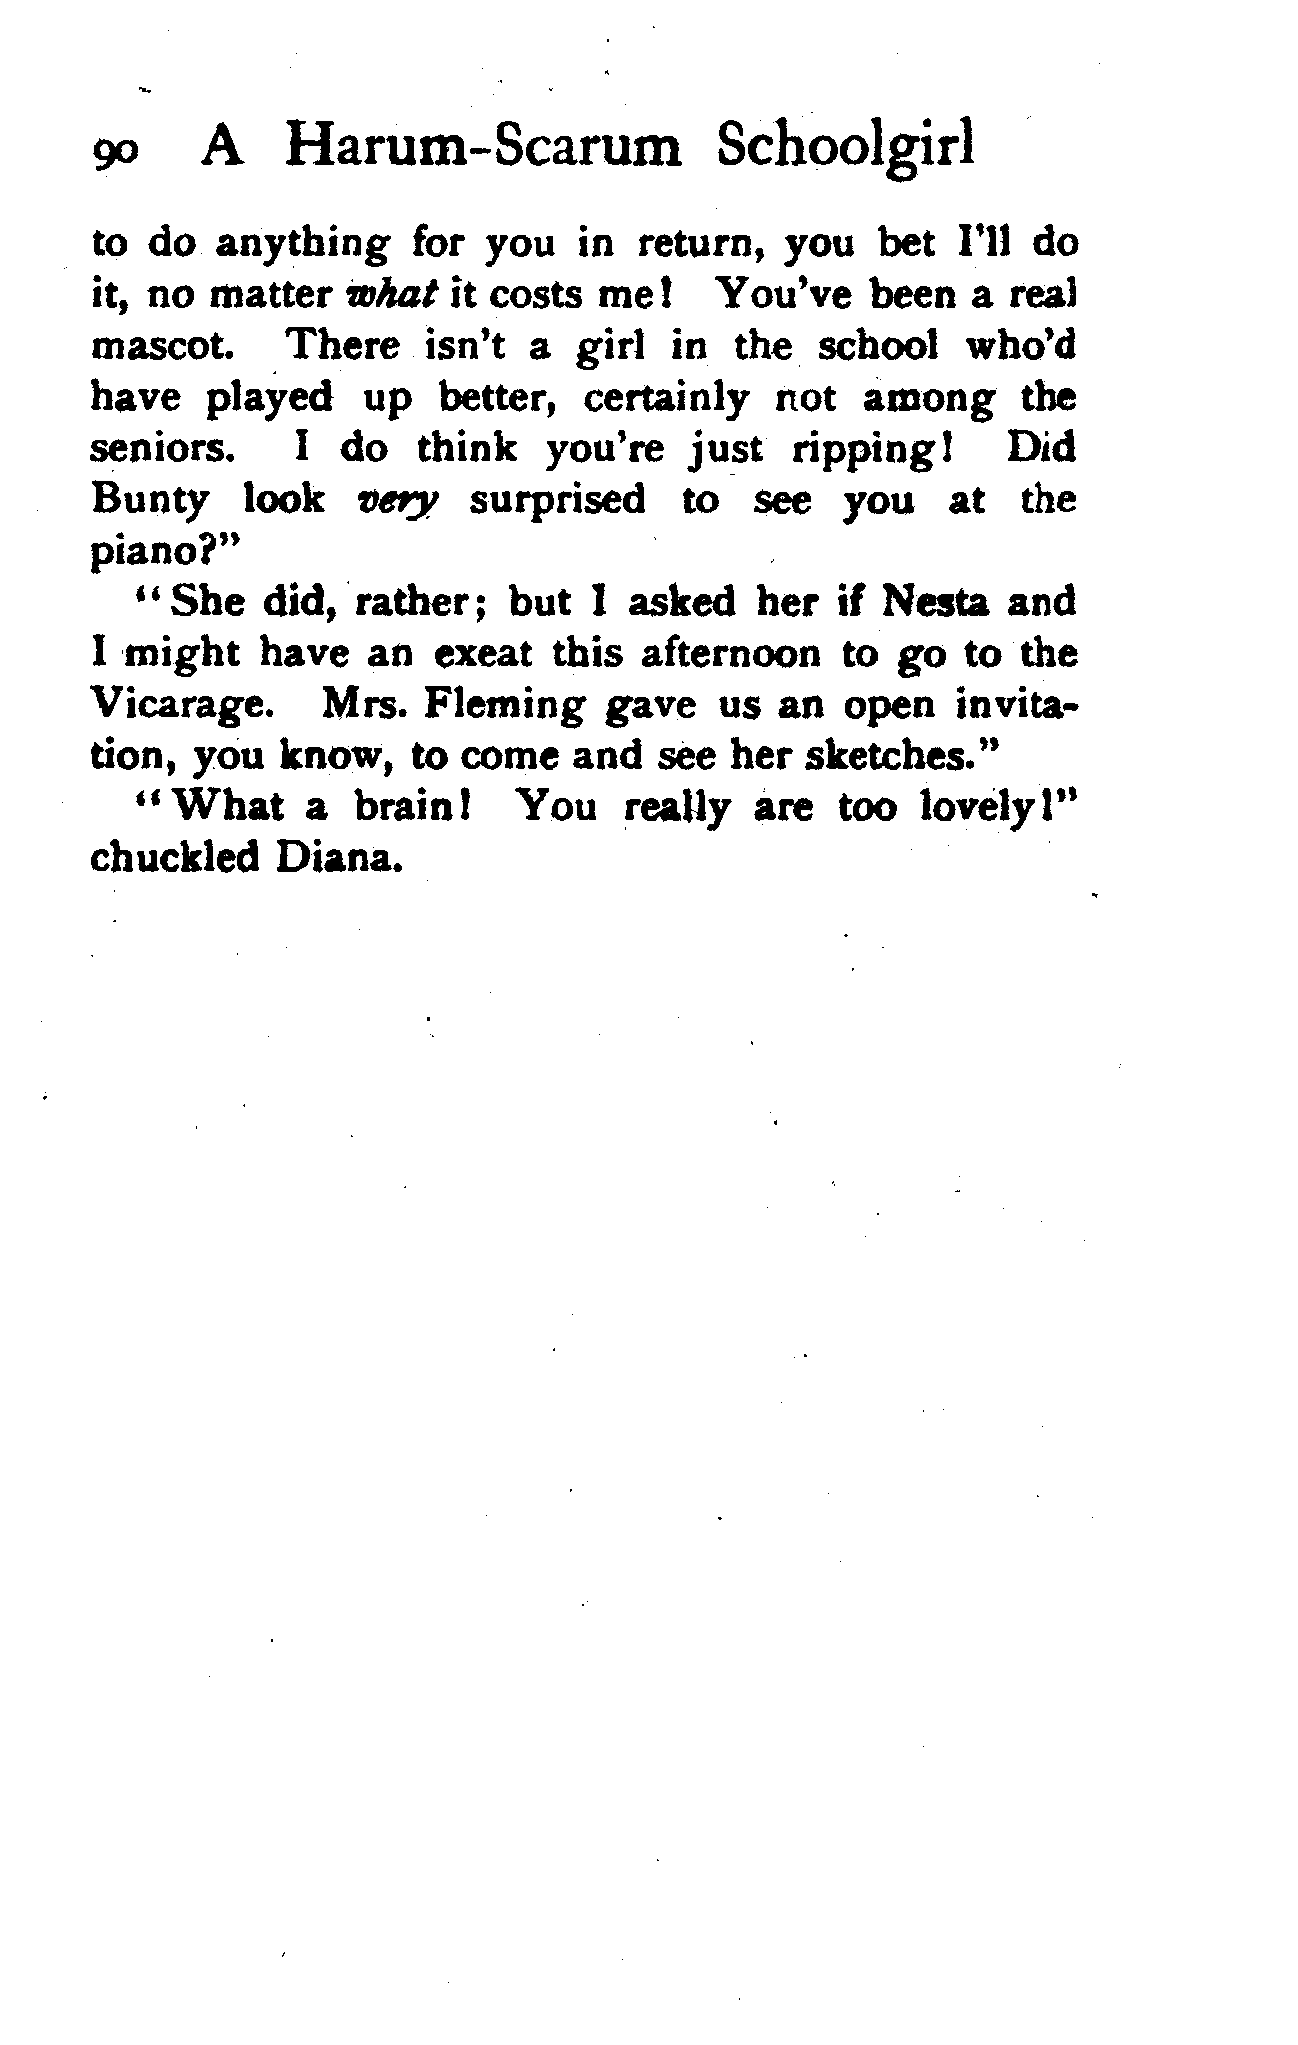 90 A Harum-Scarum Schoolgirl
to do anything for you in return, you bet I'll do
it, no matter what it costs me! You've been a real
mascot. There isn't a girl in the school who'd
have played up better, certainly not among the
seniors. I do think you're just ripping! Did
Bunty look very surprised to see you at the
piano?"
"She did, rather; but I asked her if Nesta and
I might have an exeat this afternoon to go to the
Vicarage. Mrs. Fleming gave us an open invita-
tion, you know, to come and see her sketches."
"What a brain! You really are too lovely!"
chuckled Diana.